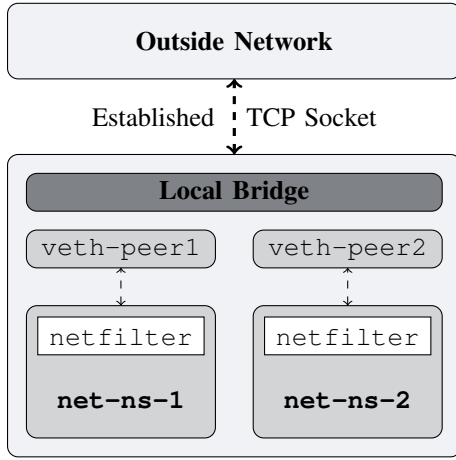 Outside Network
Established TCP Socket
Local Bridge
veth-peer1 veth-peer2
netfilter netfilter
net-ns-1 net-ns-2